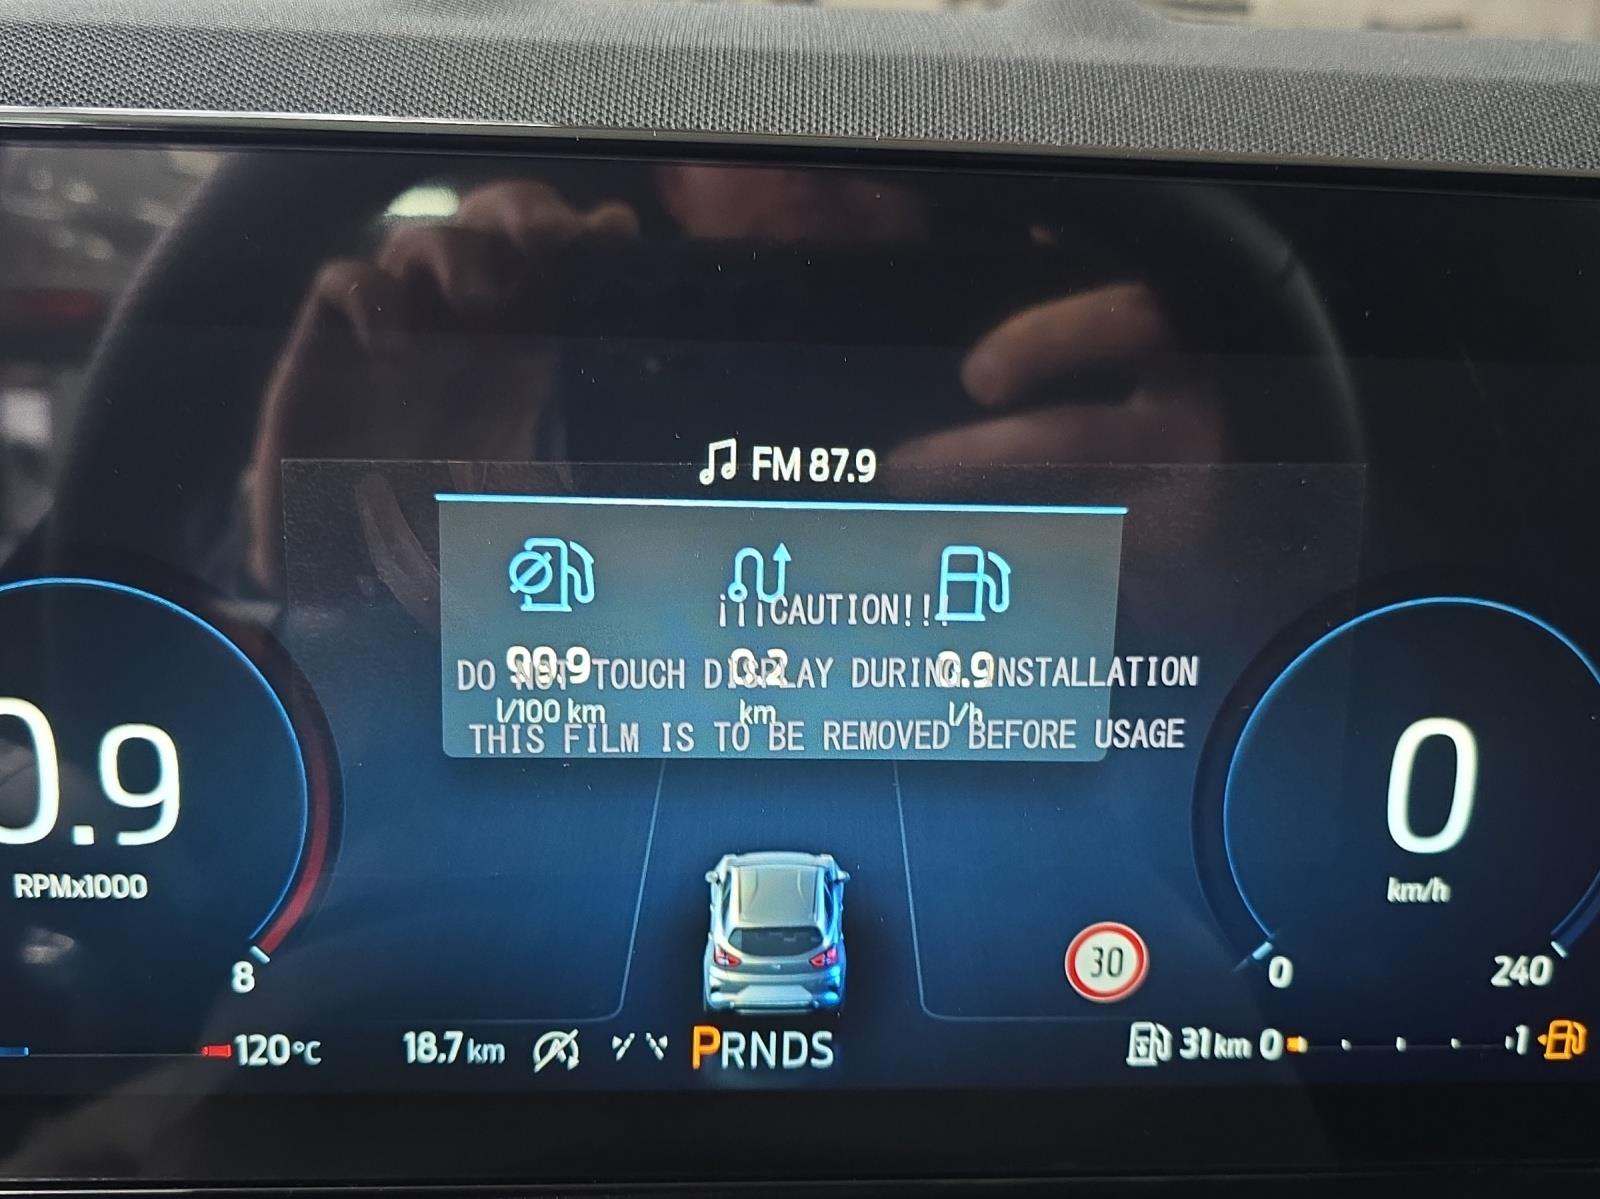 FM 87.9
¡¡¡CAUTION!!!
99.9 0.2 0.9
DO NOT TOUCH DISPLAY DURING INSTALLATION
l/100 km km l/h
THIS FILM IS TO BE REMOVED BEFORE USAGE
0.9
RPMx1000
8
0
km/h
0 240
30
120°C 18.7 km PRNDS 31 km 0 1